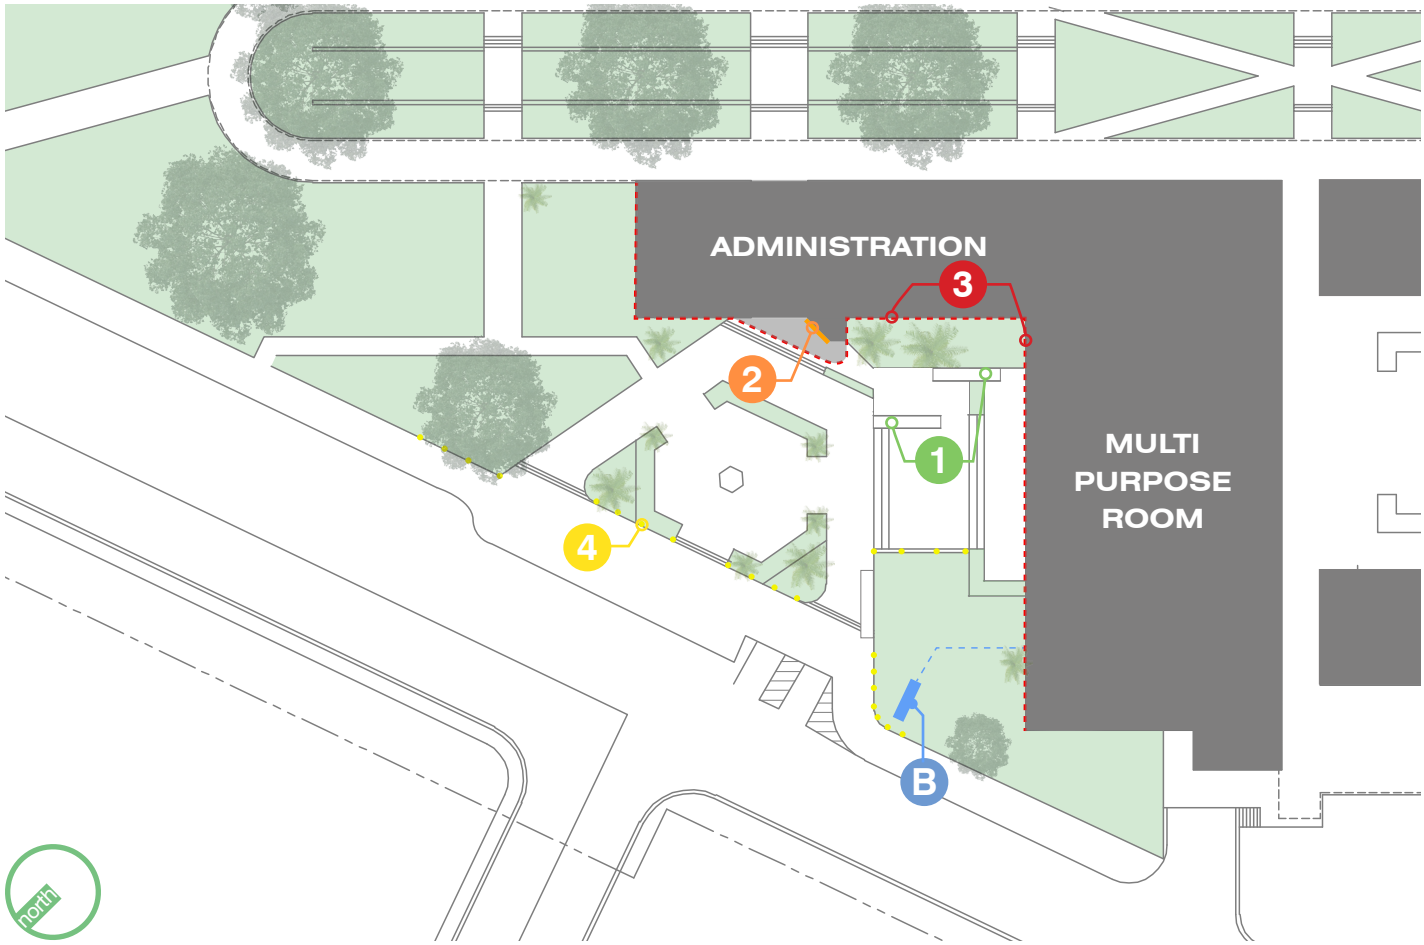 ADMINISTRATION
3
2
MULTI
PURPOSE
ROOM
1
4
B
north